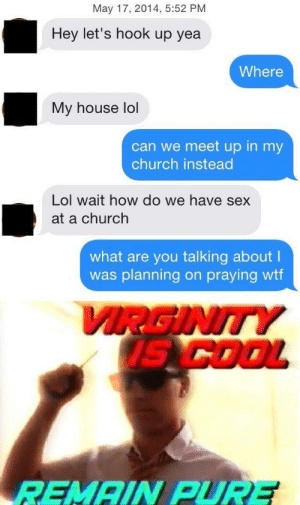 May 17, 2014, 5:52 PM
Hey let's hook up yea
Where
My house lol
can we meet up in my
church instead
Lol wait how do we have sex
at a church
what are you talking about I
was planning on praying wtf
VIRGINITY
IS COOL
REMAIN PURE